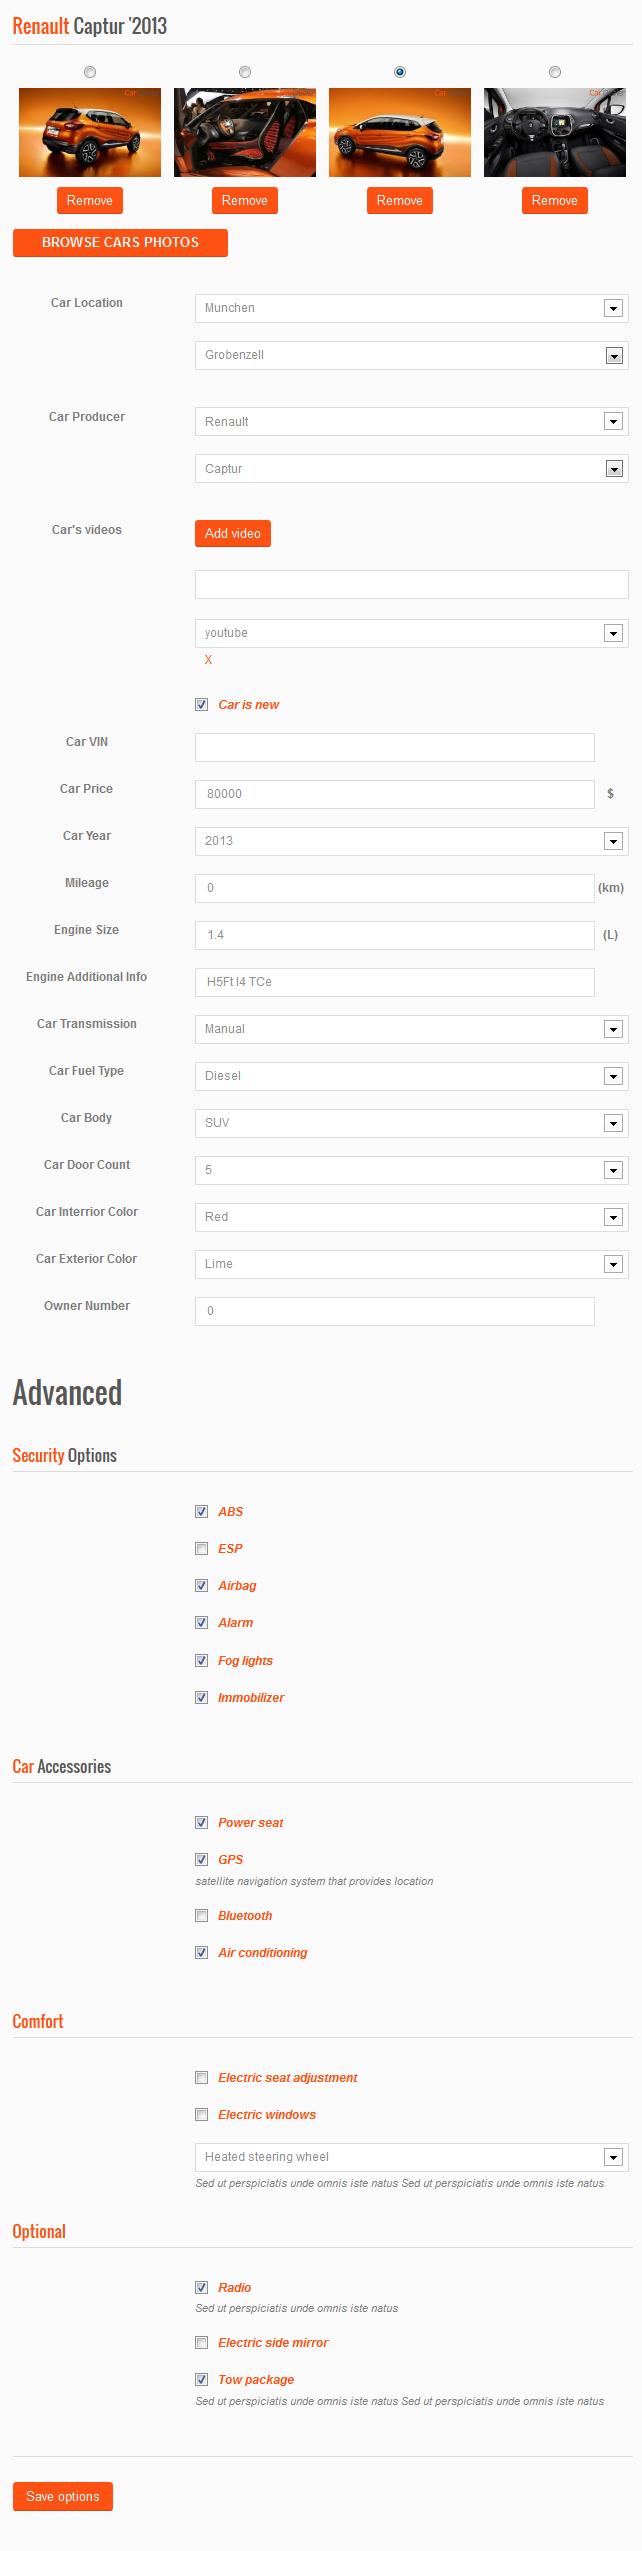 Renault Captur '2013
Remove Remove Remove Remove
BROWSE CARS PHOTOS
Car Location
Munchen
Grobenzell
Car Producer
Renault
Captur
Car's videos
Add video
youtube
X
Car is new
Car VIN
Car Price 80000 $
Car Year 2013
Mileage 0 (km)
Engine Size 1.4 (L)
Engine Additional Info H5Ft I4 TCe
Car Transmission Manual
Car Fuel Type Diesel
Car Body SUV
Car Door Count 5
Car Interrior Color Red
Car Exterior Color Lime
Owner Number 0
Advanced
Security Options
ABS
ESP
Airbag
Alarm
Fog lights
Immobilizer
Car Accessories
Power seat
GPS
satellite navigation system that provides location
Bluetooth
Air conditioning
Comfort
Electric seat adjustment
Electric windows
Heated steering wheel
Sed ut perspiciatis unde omnis iste natus Sed ut perspiciatis unde omnis iste natus
Optional
Radio
Sed ut perspiciatis unde omnis iste natus
Electric side mirror
Tow package
Sed ut perspiciatis unde omnis iste natus Sed ut perspiciatis unde omnis iste natus
Save options